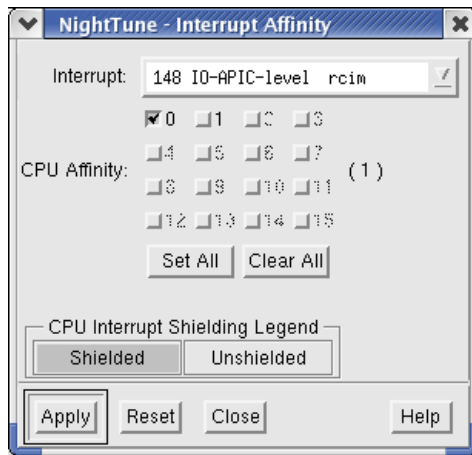 NightTune - Interrupt Affinity
Interrupt: 148 IO-APIC-level rcim
0 1 2 3
4 5 6 7
CPU Affinity: (1)
8 9 10 11
12 13 14 15
Set All Clear All
CPU Interrupt Shielding Legend
Shielded Unshielded
Apply Reset Close Help